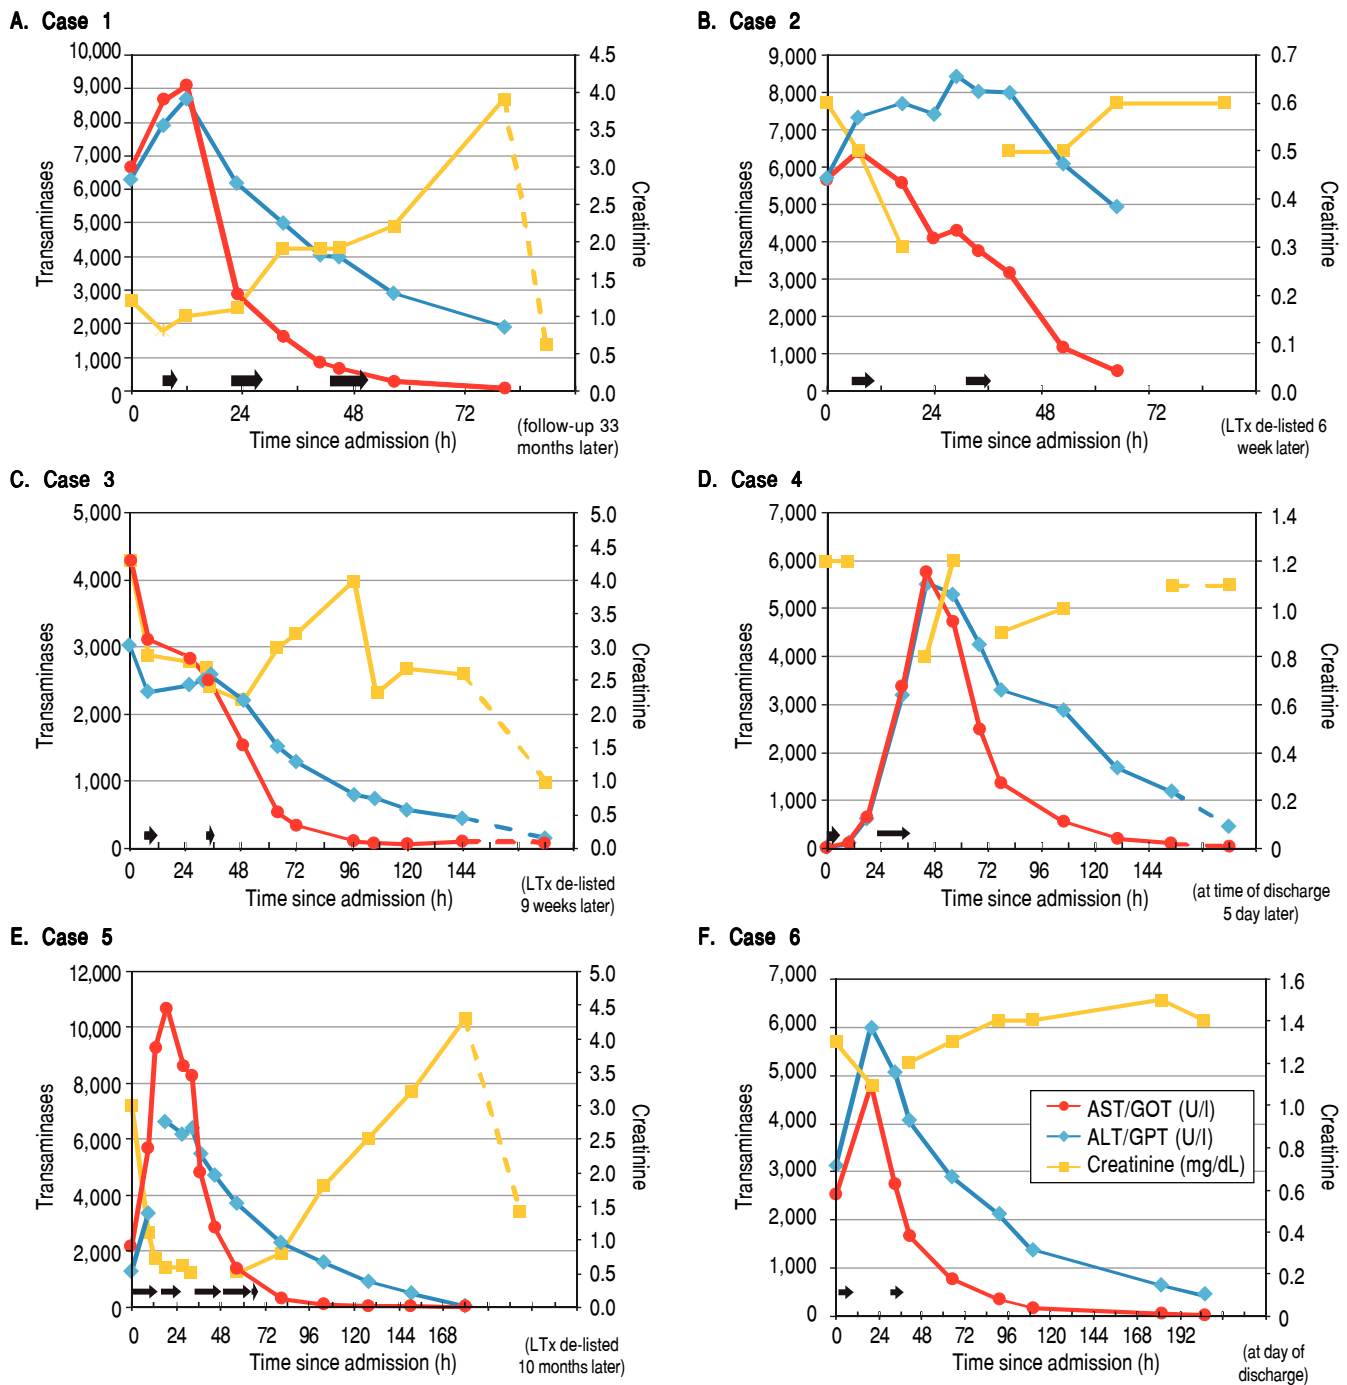 A. Case 1
10,000
9,000
8,000
7,000
6,000
5,000
4,000
3,000
2,000
1,000
0
4.5
4.0
3.5
3.0
2.5
2.0
1.5
1.0
0.5
0.0
Transaminases
Creatinine
0 24 48 72
Time since admission (h)
(follow-up 33
months later)
B. Case 2
9,000
8,000
7,000
6,000
5,000
4,000
3,000
2,000
1,000
0
0.7
0.6
0.5
0.4
0.3
0.2
0.1
0.0
Transaminases
Creatinine
0 24 48 72
Time since admission (h)
(LTx de-listed 6
week later)
C. Case 3
5,000
4,000
3,000
2,000
1,000
0
5.0
4.5
4.0
3.5
3.0
2.5
2.0
1.5
1.0
0.5
0.0
Transaminases
Creatinine
0 24 48 72 96 120 144
Time since admission (h)
(LTx de-listed
9 weeks later)
D. Case 4
7,000
6,000
5,000
4,000
3,000
2,000
1,000
0
1.4
1.2
1.0
0.8
0.6
0.4
0.2
0
Transaminases
Creatinine
0 24 48 72 96 120 144
Time since admission (h)
(at time of discharge
5 day later)
E. Case 5
12,000
10,000
8,000
6,000
4,000
2,000
0
5.0
4.5
4.0
3.5
3.0
2.5
2.0
1.5
1.0
0.5
0.0
Transaminases
Creatinine
0 24 48 72 96 120 144 168
Time since admission (h)
(LTx de-listed
10 months later)
F. Case 6
7,000
6,000
5,000
4,000
3,000
2,000
1,000
0
1.6
1.4
1.2
1.0
0.8
0.6
0.4
0.2
0
Transaminases
Creatinine
AST/GOT (U/l)
ALT/GPT (U/l)
Creatinine (mg/dL)
0 24 48 72 96 120 144 168 192
Time since admission (h)
(at day of
discharge)